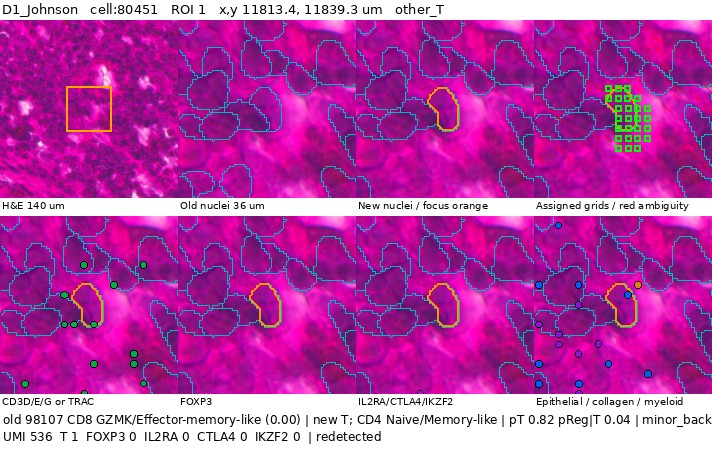 D1_Johnson cell:80451 ROI 1 x,y 11813.4, 11839.3 um other_T
H&E 140 um
Old nuclei 36 um
New nuclei / focus orange
Assigned grids / red ambiguity
CD3D/E/G or TRAC
FOXP3
IL2RA/CTLA4/IKZF2
Epithelial / collagen / myeloid
old 98107 CD8 GZMK/Effector-memory-like (0.00) | new T; CD4 Naive/Memory-like | pT 0.82 pReg|T 0.04 | minor_back
UMI 536 T 1 FOXP3 0 IL2RA 0 CTLA4 0 IKZF2 0 | redetected